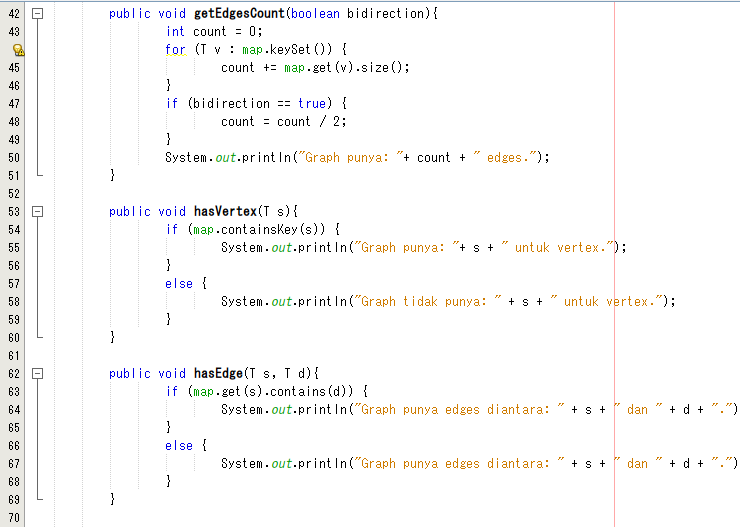 42 public void getEdgesCount(boolean bidirection){
43 int count = 0;
for (T v : map.keySet()) {
45 count += map.get(v).size();
46 }
47 if (bidirection == true) {
48 count = count / 2;
49 }
50 System.out.println("Graph punya: "+ count + " edges.");
51 }
52
53 public void hasVertex(T s){
54 if (map.containsKey(s)) {
55 System.out.println("Graph punya: "+ s + " untuk vertex.");
56 }
57 else {
58 System.out.println("Graph tidak punya: " + s + " untuk vertex.");
59 }
60 }
61
62 public void hasEdge(T s, T d){
63 if (map.get(s).contains(d)) {
64 System.out.println("Graph punya edges diantara: " + s + " dan " + d + ".")
65 }
66 else {
67 System.out.println("Graph punya edges diantara: " + s + " dan " + d + ".")
68 }
69 }
70